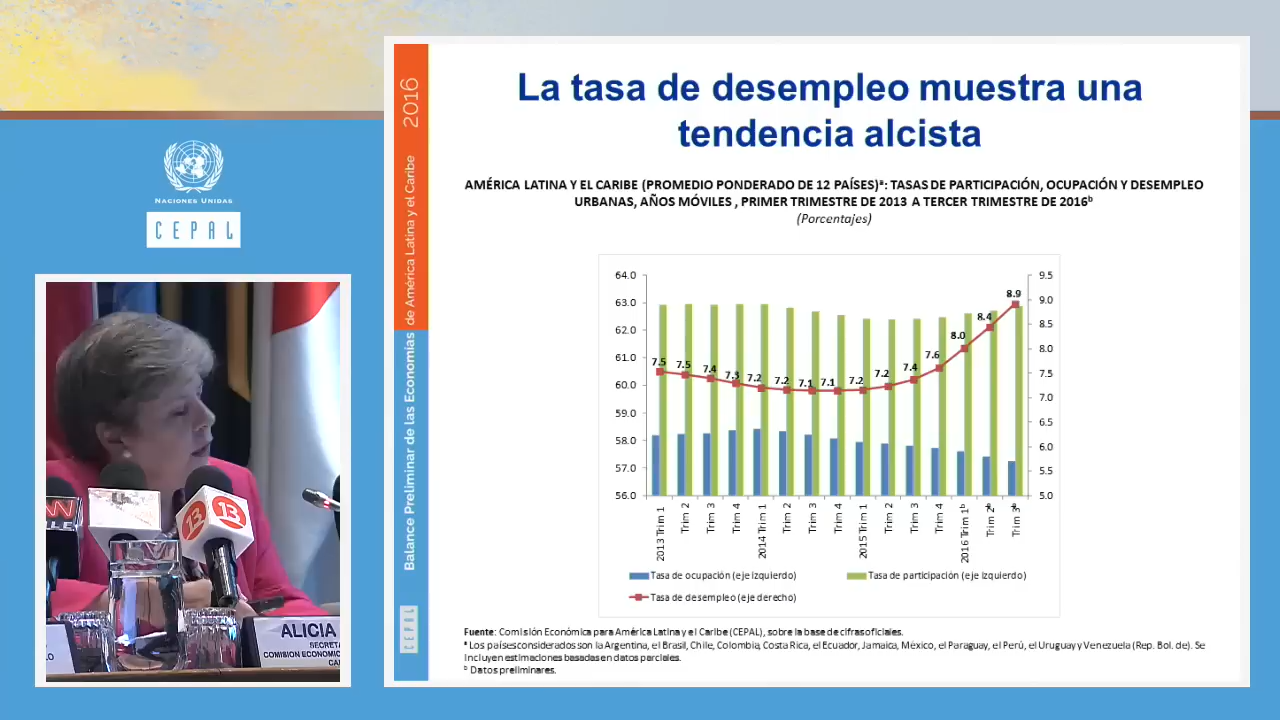 La tasa de desempleo muestra una
tendencia alcista
AMÉRICA LATINA Y EL CARIBE (PROMEDIO PONDERADO DE 12 PAÍSES)ª: TASAS DE PARTICIPACIÓN, OCUPACIÓN Y DESEMPLEO
URBANAS, AÑOS MÓVILES , PRIMER TRIMESTRE DE 2013 A TERCER TRIMESTRE DE 2016ᵇ
(Porcentajes)
64.0
63.0
62.0
61.0
60.0
59.0
58.0
57.0
56.0
9.5
9.0
8.5
8.0
7.5
7.0
6.5
6.0
5.5
5.0
7.5
7.5
7.4
7.3
7.2
7.2
7.1
7.1
7.2
7.2
7.4
7.6
8.0
8.4
8.9
2013 Trim 1
Trim 2
Trim 3
Trim 4
2014 Trim 1
Trim 2
Trim 3
Trim 4
2015 Trim 1
Trim 2
Trim 3
Trim 4
2016 Trim 1ᵇ
Trim 2ᵇ
Trim 3ᵇ
Tasa de ocupación (eje izquierdo)
Tasa de participación (eje izquierdo)
Tasa de desempleo (eje derecho)
Fuente: Comisión Económica para América Latina y el Caribe (CEPAL), sobre la base de cifras oficiales.
ª Los países considerados son la Argentina, el Brasil, Chile, Colombia, Costa Rica, el Ecuador, Jamaica, México, el Paraguay, el Perú, el Uruguay y Venezuela (Rep. Bol. de). Se
incluyen estimaciones basadas en datos parciales.
ᵇ Datos preliminares.
Balance Preliminar de las Economías de América Latina y el Caribe 2016
CEPAL
NACIONES UNIDAS
CEPAL
13
13
ALICIA
SECRETA
COMISIÓN ECONÓMIC
CA